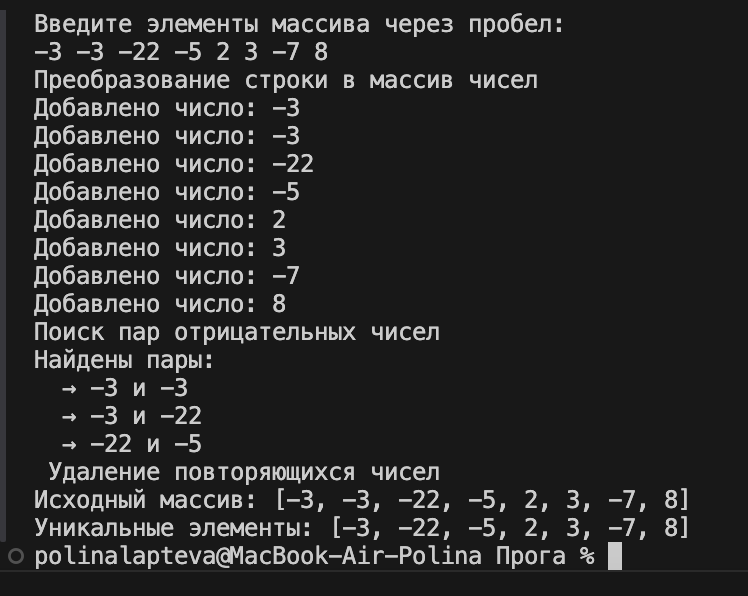 Введите элементы массива через пробел:
-3 -3 -22 -5 2 3 -7 8
Преобразование строки в массив чисел
Добавлено число: -3
Добавлено число: -3
Добавлено число: -22
Добавлено число: -5
Добавлено число: 2
Добавлено число: 3
Добавлено число: -7
Добавлено число: 8
Поиск пар отрицательных чисел
Найдены пары:
→ -3 и -3
→ -3 и -22
→ -22 и -5
Удаление повторяющихся чисел
Исходный массив: [-3, -3, -22, -5, 2, 3, -7, 8]
Уникальные элементы: [-3, -22, -5, 2, 3, -7, 8]
polinalapteva@MacBook-Air-Polina Прога %